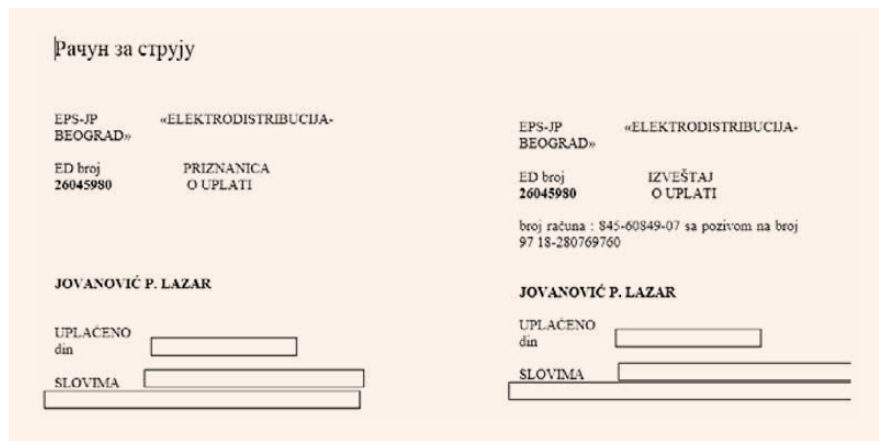 Рачун за струју
EPS-JP «ELEKTRODISTRIBUCIJA-
BEOGRAD»
ED broj PRIZNANICA
26045980 O UPLATI
JOVANOVIĆ P. LAZAR
UPLAĆENO
din
SLOVIMA
EPS-JP «ELEKTRODISTRIBUCIJA-
BEOGRAD»
ED broj IZVEŠTAJ
26045980 O UPLATI
broj računa : 845-60849-07 sa pozivom na broj
97 18-280769760
JOVANOVIĆ P. LAZAR
UPLAĆENO
din
SLOVIMA